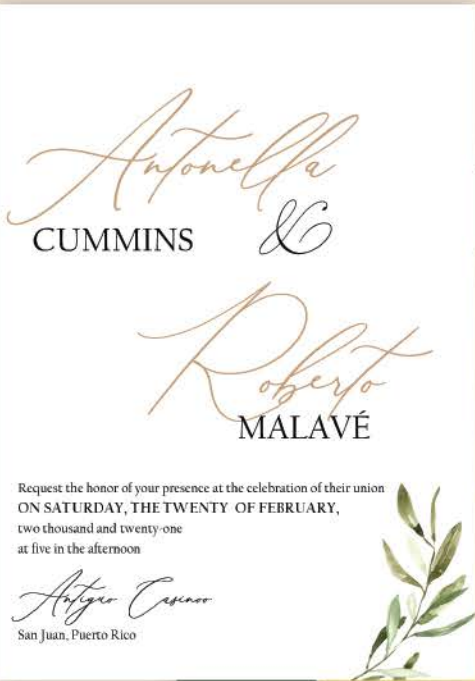 Antonella
CUMMINS &
Roberto
MALAVÉ
Request the honor of your presence at the celebration of their union
ON SATURDAY, THE TWENTY OF FEBRUARY,
two thousand and twenty-one
at five in the afternoon
Antiguo Casinoo
San Juan, Puerto Rico